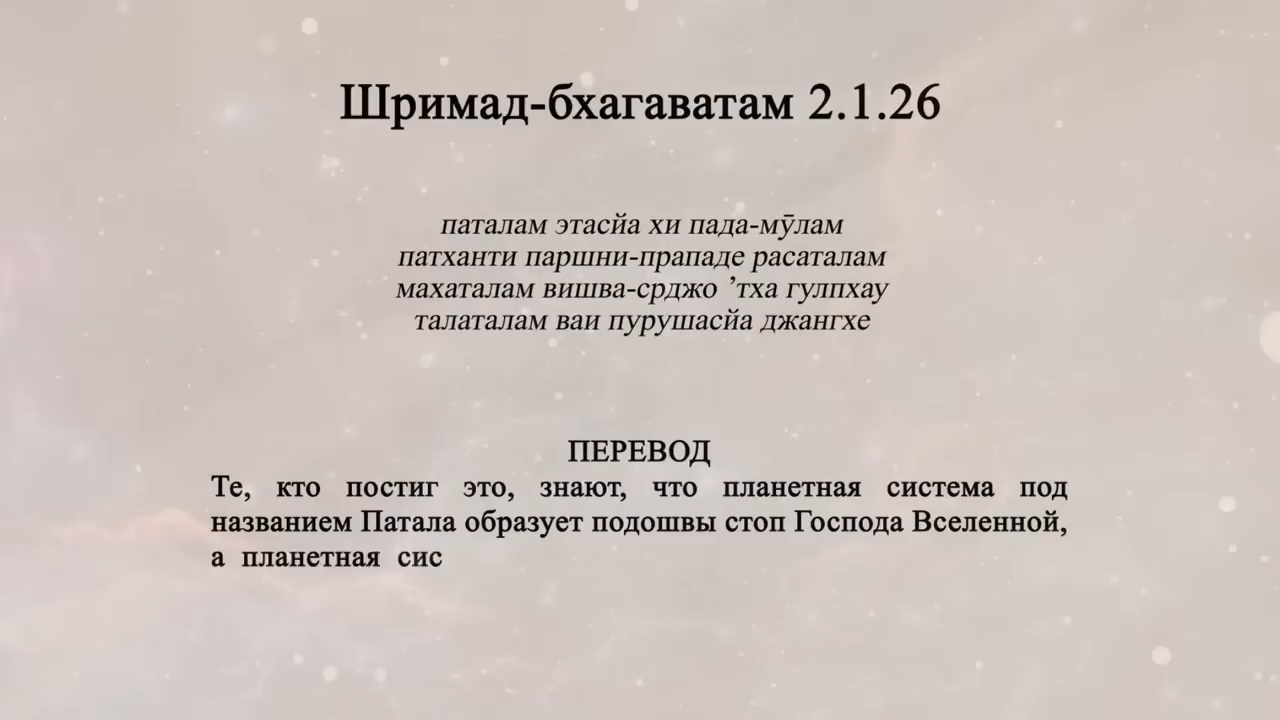 Шримад-бхагаватам 2.1.26
паталам этасйа хи пада-мӯлам
патханти паршни-прападе расаталам
махаталам вишва-срджо ’тха гулпхау
талаталам ваи пурушасйа джангхе
ПЕРЕВОД
Те, кто постиг это, знают, что планетная система под
названием Патала образует подошвы стоп Господа Вселенной,
а планетная сис